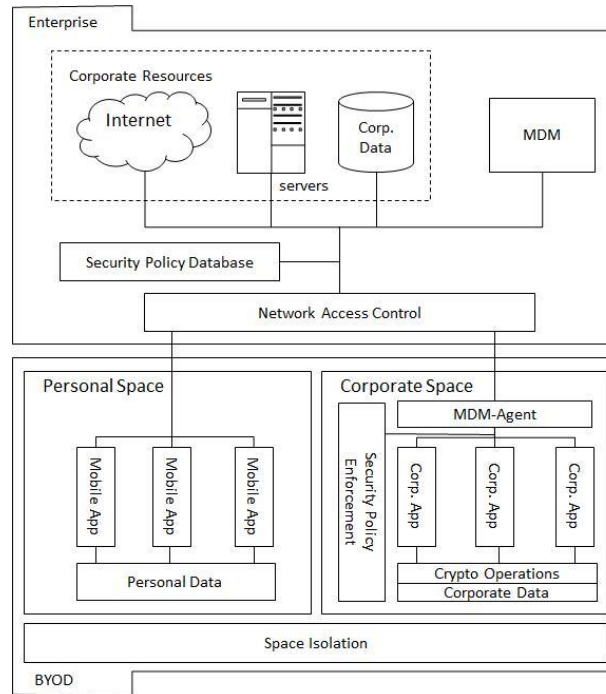 Enterprise
Corporate Resources
Internet
servers
Corp.
Data
MDM
Security Policy Database
Network Access Control
Personal Space
Mobile App
Mobile App
Mobile App
Personal Data
Corporate Space
MDM-Agent
Security Policy
Enforcement
Corp. App
Corp. App
Corp. App
Crypto Operations
Corporate Data
Space Isolation
BYOD